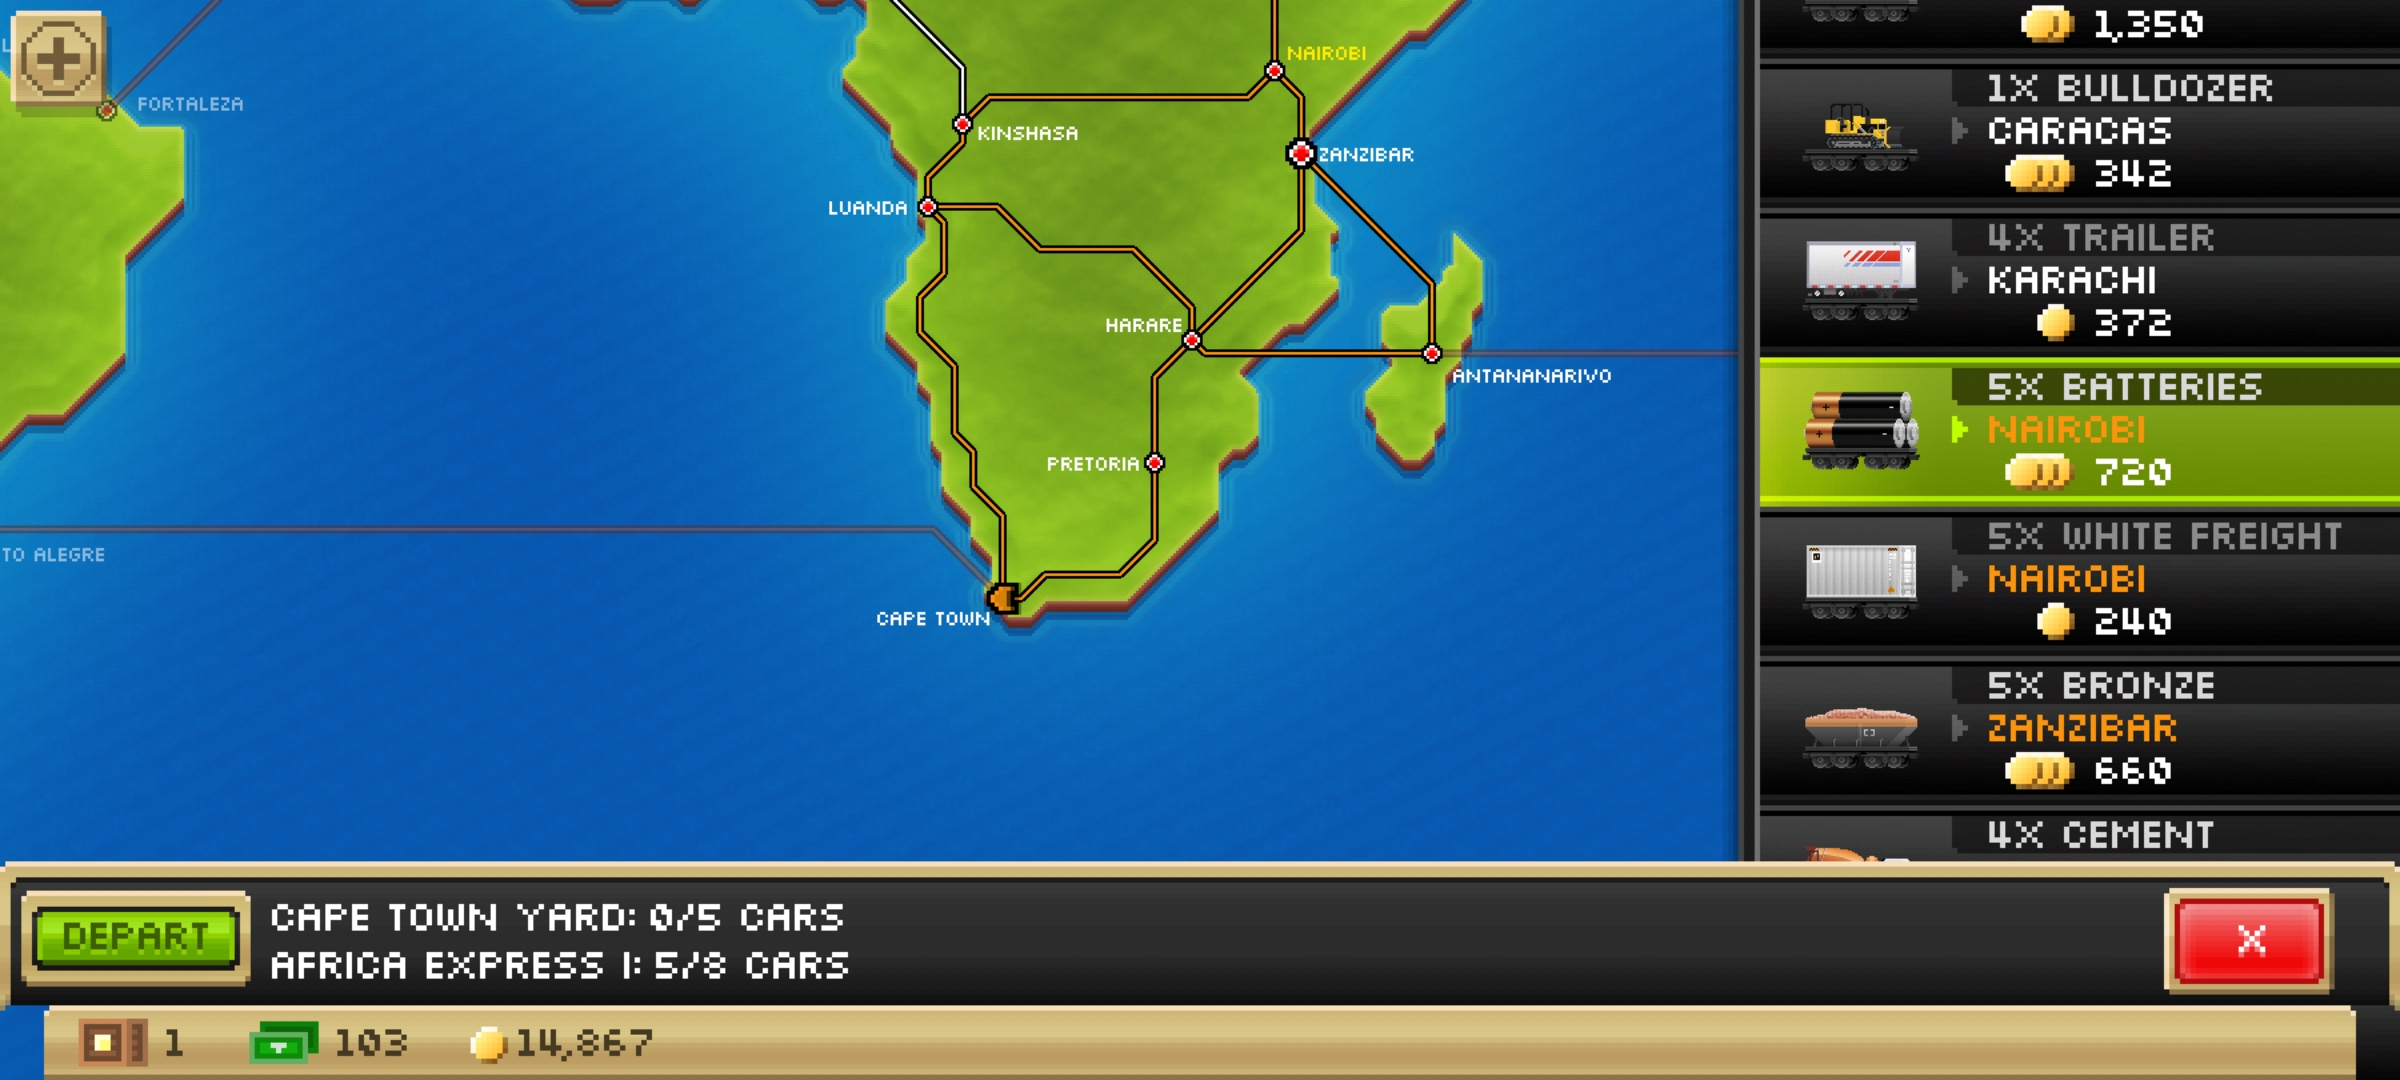 FORTALEZA
NAIROBI
KINSHASA
ZANZIBAR
LUANDA
HARARE
ANTANANARIVO
PRETORIA
TO ALEGRE
CAPE TOWN
1,350
1X BULLDOZER
CARACAS
342
4X TRAILER
KARACHI
372
5X BATTERIES
NAIROBI
720
5X WHITE FREIGHT
NAIROBI
240
5X BRONZE
ZANZIBAR
660
4X CEMENT
DEPART
CAPE TOWN YARD: 0/5 CARS
AFRICA EXPRESS I: 5/8 CARS
X
1
103
14,867